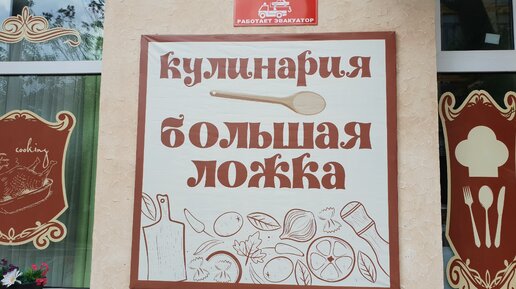 РАБОТАЕТ ЭВАКУАТОР
кулинария
большая
ложка
cooking